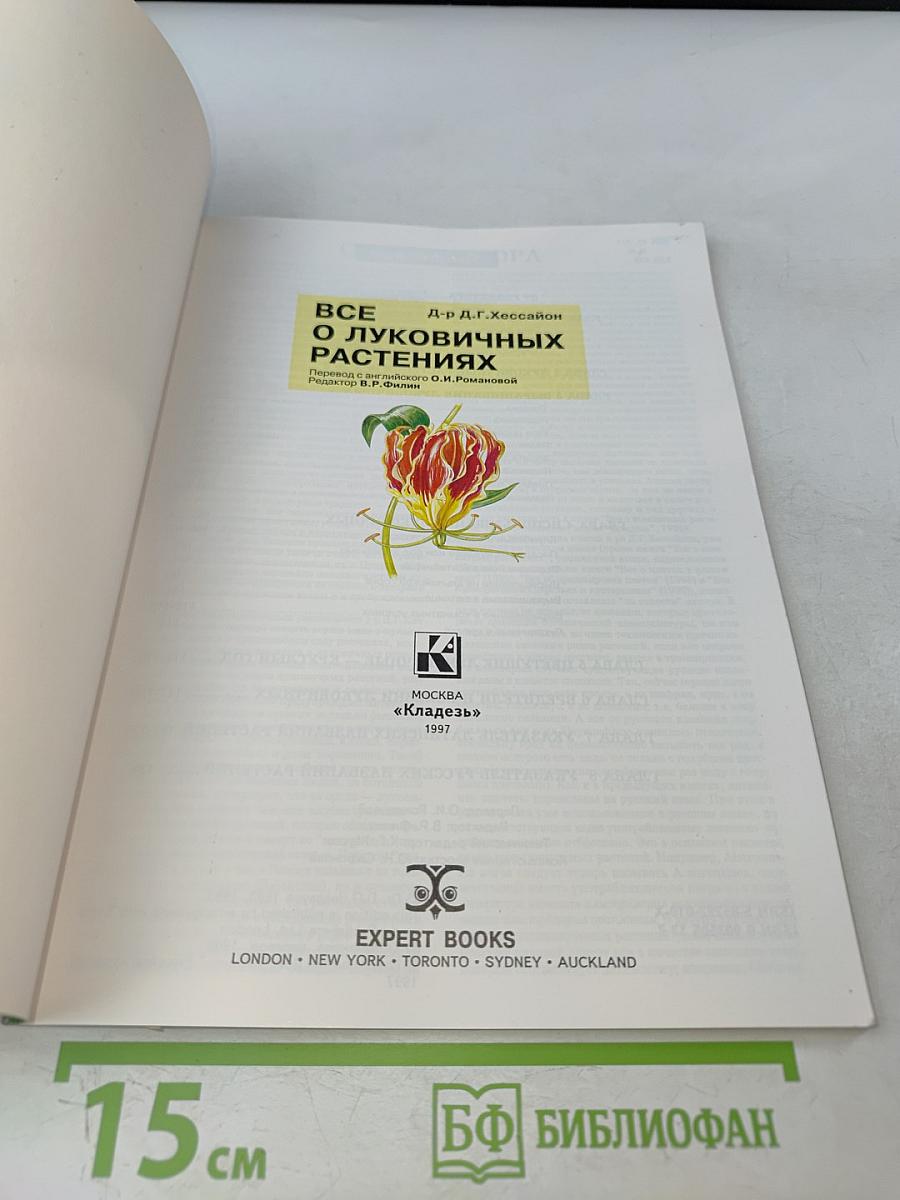 ВСЕ Д-р Д.Г.Хессайон
О ЛУКОВИЧНЫХ
РАСТЕНИЯХ
Перевод с английского О.И.Романовой
Редактор В.Р.Филин
К
МОСКВА
«Кладезь»
1997
EXPERT BOOKS
LONDON • NEW YORK • TORONTO • SYDNEY • AUCKLAND
15 см
БФ БИБЛИОФАН